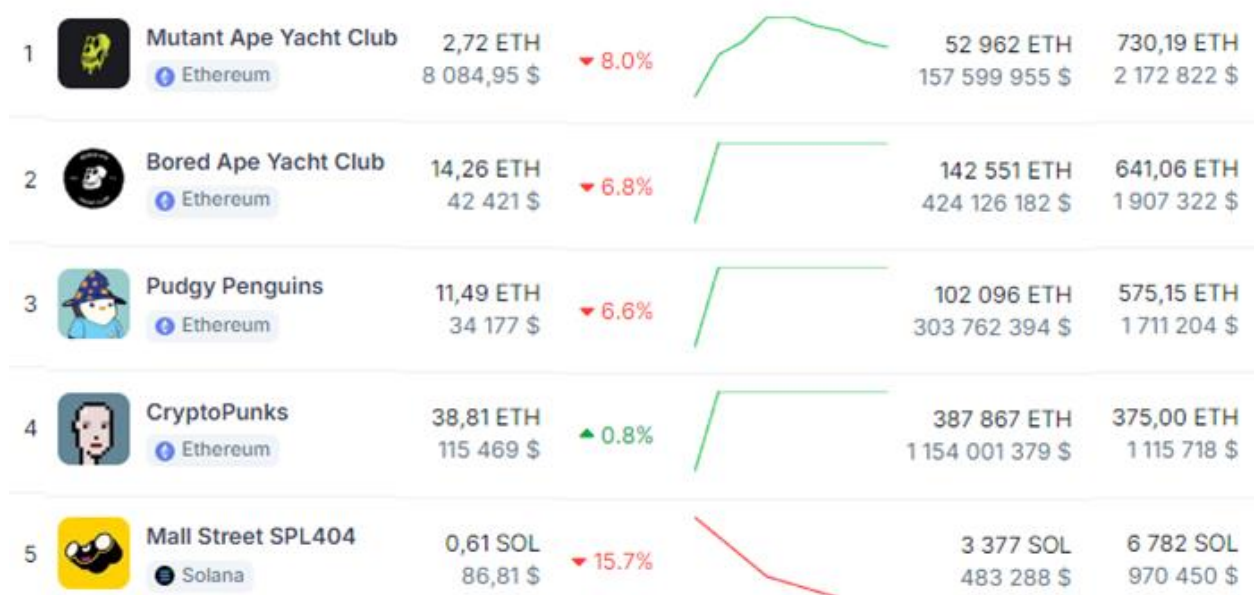 1 Mutant Ape Yacht Club 2,72 ETH 8.0% 52 962 ETH 730,19 ETH
Ethereum 8 084,95 $ 157 599 955 $ 2 172 822 $
2 Bored Ape Yacht Club 14,26 ETH 6.8% 142 551 ETH 641,06 ETH
Ethereum 42 421 $ 424 126 182 $ 1 907 322 $
3 Pudgy Penguins 11,49 ETH 6.6% 102 096 ETH 575,15 ETH
Ethereum 34 177 $ 303 762 394 $ 1 711 204 $
4 CryptoPunks 38,81 ETH 0.8% 387 867 ETH 375,00 ETH
Ethereum 115 469 $ 1 154 001 379 $ 1 115 718 $
5 Mall Street SPL404 0,61 SOL 15.7% 3 377 SOL 6 782 SOL
Solana 86,81 $ 483 288 $ 970 450 $